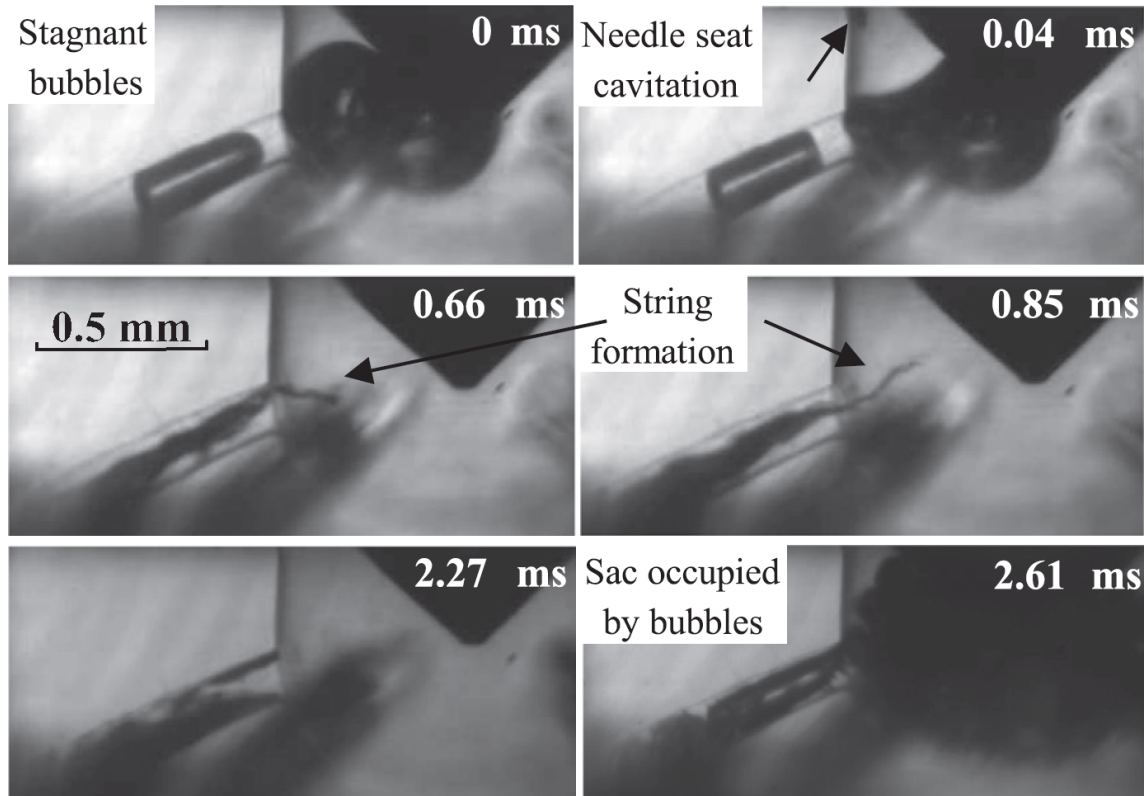 Stagnant
bubbles
0 ms
Needle seat
cavitation
0.04 ms
0.5 mm
0.66 ms
String
formation
0.85 ms
2.27 ms
Sac occupied
by bubbles
2.61 ms